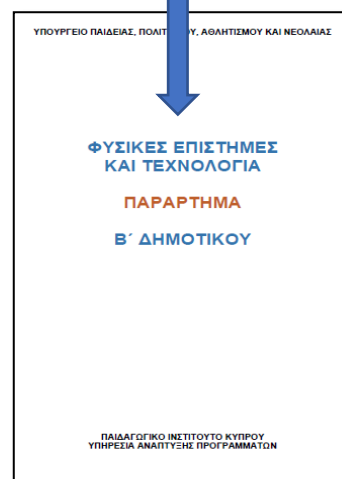 ΥΠΟΥΡΓΕΙΟ ΠΑΙΔΕΙΑΣ, ΑΘΛΗΤΙΣΜΟΥ ΚΑΙ ΝΕΟΛΑΙΑΣ
ΦΥΣΙΚΕΣ ΕΠΙΣΤΗΜΕΣ
ΚΑΙ ΤΕΧΝΟΛΟΓΙΑ
ΠΑΡΑΡΤΗΜΑ
Β΄ ΔΗΜΟΤΙΚΟΥ
ΠΑΙΔΑΓΩΓΙΚΟ ΙΝΣΤΙΤΟΥΤΟ ΚΥΠΡΟΥ
ΥΠΗΡΕΣΙΑ ΑΝΑΠΤΥΞΗΣ ΠΡΟΓΡΑΜΜΑΤΩΝ